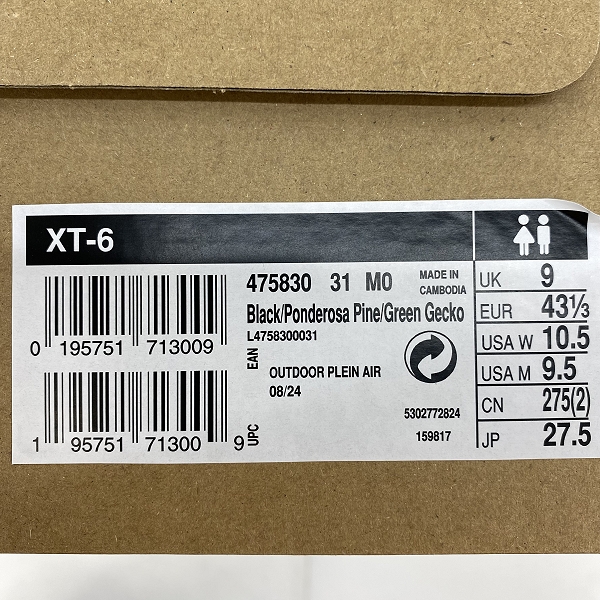 XT-6
475830 31 M0
MADE IN
CAMBODIA
Black/Ponderosa Pine/Green Gecko
L4758300031
0 195751 713009
EAN
OUTDOOR PLEIN AIR
08/24
5302772824
159817
1 95751 71300 9
UPC
UK 9
EUR 43⅓
USA W 10.5
USA M 9.5
CN 275(2)
JP 27.5